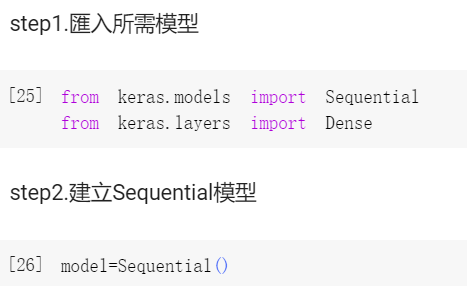 step1.匯入所需模型
[25] from keras.models import Sequential
from keras.layers import Dense
step2.建立Sequential模型
[26] model=Sequential()